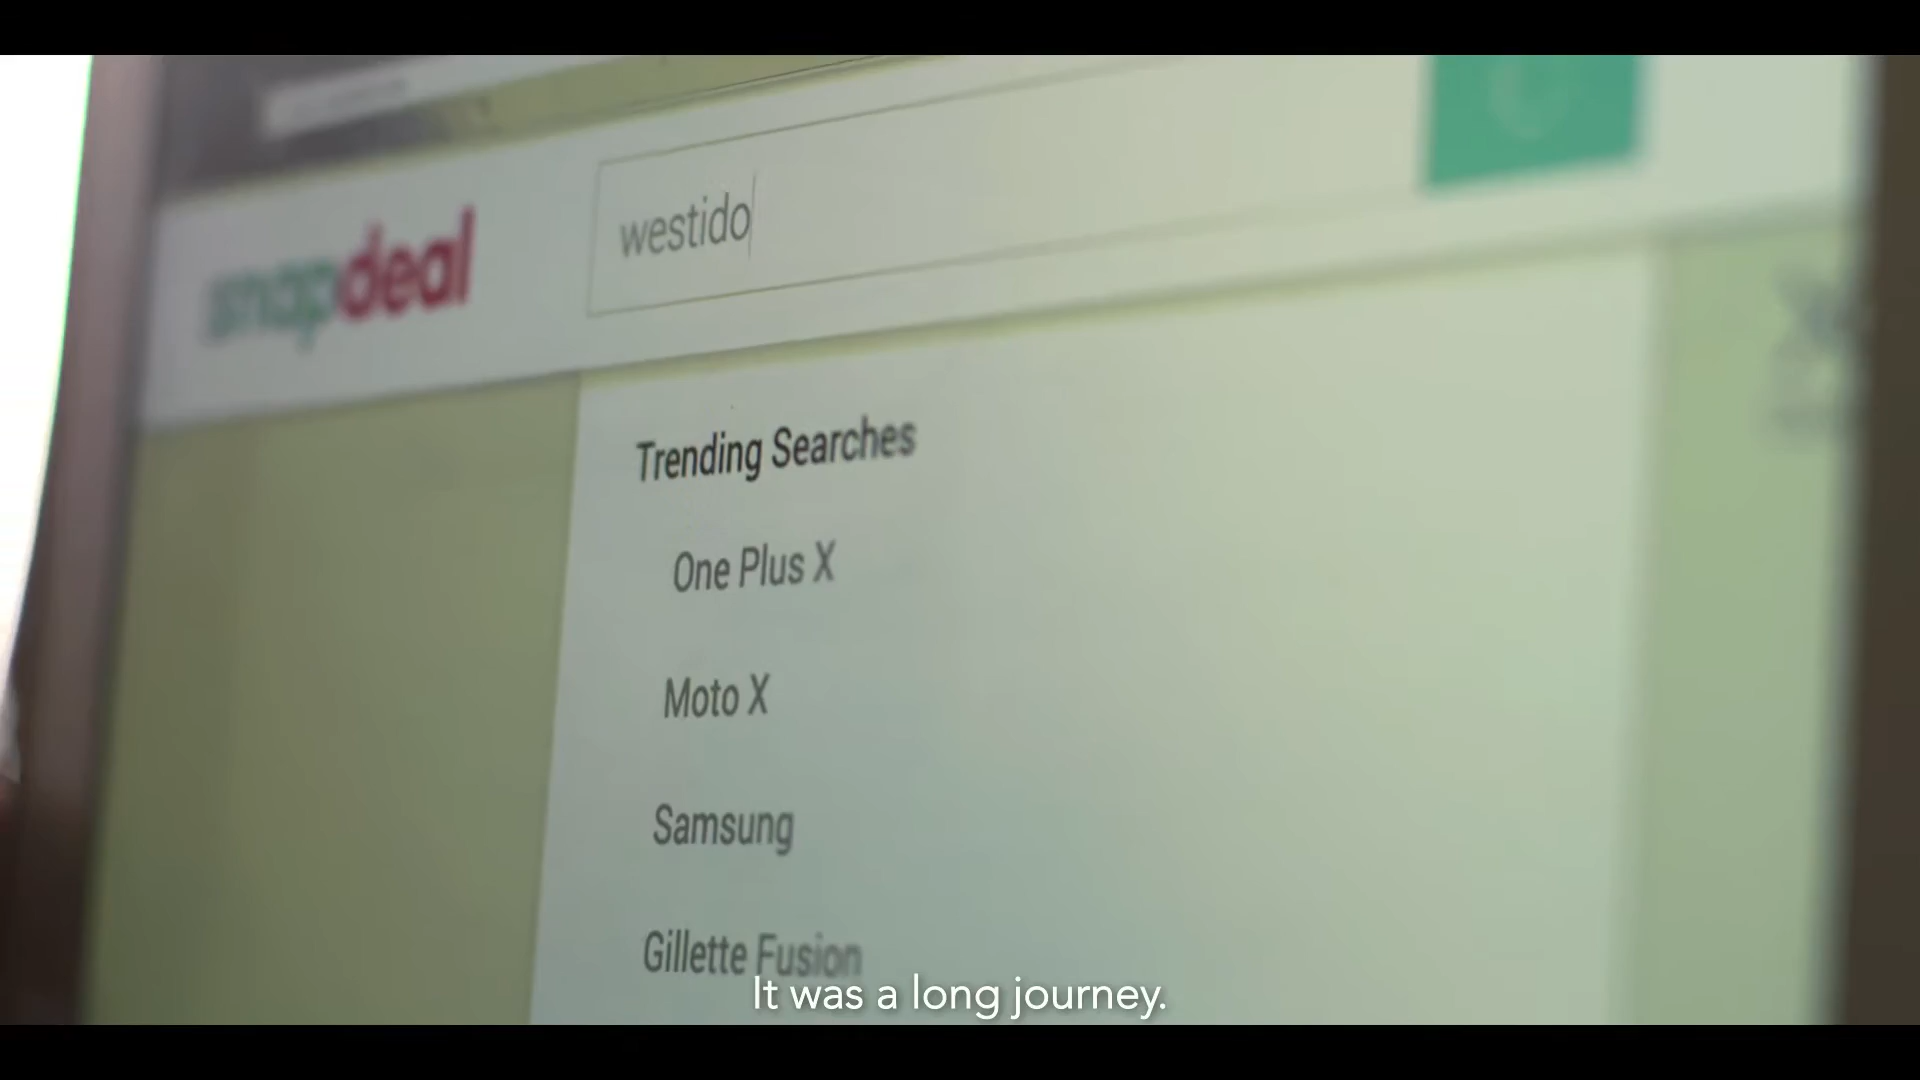 snapdeal
westido
Trending Searches
One Plus X
Moto X
Samsung
Gillette Fusion
It was a long journey.